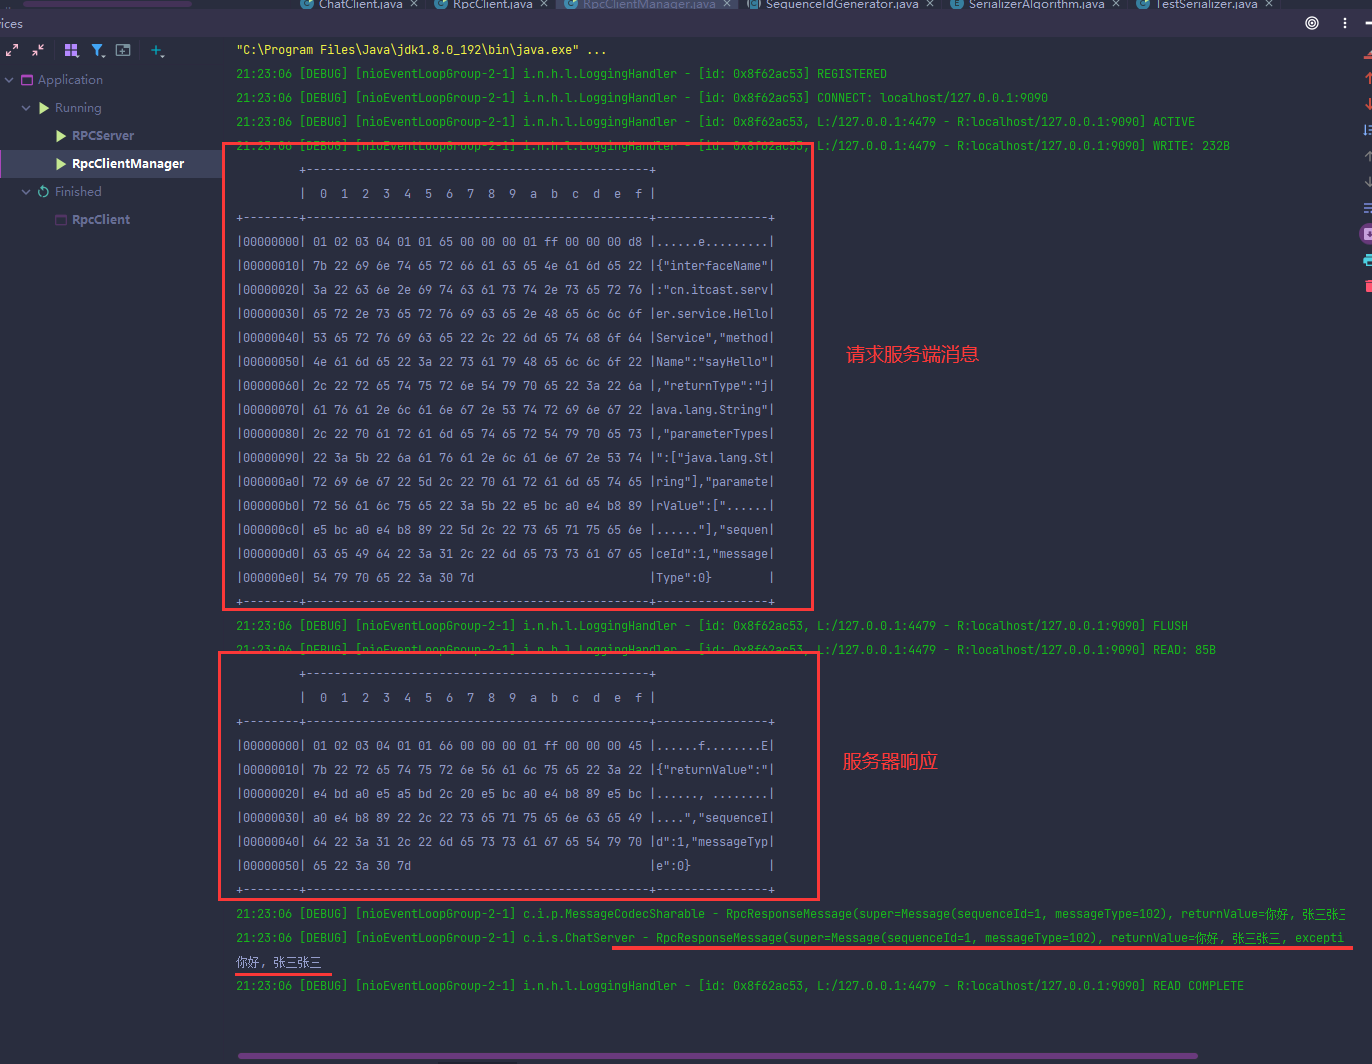 ChatClient.java × RpcClient.java × RpcClientManager.java × SequenceIdGenerator.java × SerializerAlgorithm.java × TestSerializer.java ×
ices
Application
Running
RPCServer
RpcClientManager
Finished
RpcClient
"C:\Program Files\Java\jdk1.8.0_192\bin\java.exe" ...
21:23:06 [DEBUG] [nioEventLoopGroup-2-1] i.n.h.l.LoggingHandler - [id: 0x8f62ac53] REGISTERED
21:23:06 [DEBUG] [nioEventLoopGroup-2-1] i.n.h.l.LoggingHandler - [id: 0x8f62ac53] CONNECT: localhost/127.0.0.1:9090
21:23:06 [DEBUG] [nioEventLoopGroup-2-1] i.n.h.l.LoggingHandler - [id: 0x8f62ac53, L:/127.0.0.1:4479 - R:localhost/127.0.0.1:9090] ACTIVE
21:23:06 [DEBUG] [nioEventLoopGroup-2-1] i.n.h.l.LoggingHandler - [id: 0x8f62ac53, L:/127.0.0.1:4479 - R:localhost/127.0.0.1:9090] WRITE: 232B
         +-------------------------------------------------+
         |  0  1  2  3  4  5  6  7  8  9  a  b  c  d  e  f |
+--------+-------------------------------------------------+----------------+
|00000000| 01 02 03 04 01 01 65 00 00 00 01 ff 00 00 00 d8 |......e.........|
|00000010| 7b 22 69 6e 74 65 72 66 61 63 65 4e 61 6d 65 22 |{"interfaceName"|
|00000020| 3a 22 63 6e 2e 69 74 63 61 73 74 2e 73 65 72 76 |:"cn.itcast.serv|
|00000030| 65 72 2e 73 65 72 76 69 63 65 2e 48 65 6c 6c 6f |er.service.Hello|
|00000040| 53 65 72 76 69 63 65 22 2c 22 6d 65 74 68 6f 64 |Service","method|
|00000050| 4e 61 6d 65 22 3a 22 73 61 79 48 65 6c 6c 6f 22 |Name":"sayHello"|
|00000060| 2c 22 72 65 74 75 72 6e 54 79 70 65 22 3a 22 6a |,"returnType":"j|
|00000070| 61 76 61 2e 6c 61 6e 67 2e 53 74 72 69 6e 67 22 |ava.lang.String"|
|00000080| 2c 22 70 61 72 61 6d 65 74 65 72 54 79 70 65 73 |,"parameterTypes|
|00000090| 22 3a 5b 22 6a 61 76 61 2e 6c 61 6e 67 2e 53 74 |":["java.lang.St|
|000000a0| 72 69 6e 67 22 5d 2c 22 70 61 72 61 6d 65 74 65 |ring"],"paramete|
|000000b0| 72 56 61 6c 75 65 22 3a 5b 22 e5 bc a0 e4 b8 89 |rValue":["......|
|000000c0| e5 bc a0 e4 b8 89 22 5d 2c 22 73 65 71 75 65 6e |......"],"sequen|
|000000d0| 63 65 49 64 22 3a 31 2c 22 6d 65 73 73 61 67 65 |ceId":1,"message|
|000000e0| 54 79 70 65 22 3a 30 7d                         |Type":0}        |
+--------+-------------------------------------------------+----------------+
请求服务端消息
21:23:06 [DEBUG] [nioEventLoopGroup-2-1] i.n.h.l.LoggingHandler - [id: 0x8f62ac53, L:/127.0.0.1:4479 - R:localhost/127.0.0.1:9090] FLUSH
21:23:06 [DEBUG] [nioEventLoopGroup-2-1] i.n.h.l.LoggingHandler - [id: 0x8f62ac53, L:/127.0.0.1:4479 - R:localhost/127.0.0.1:9090] READ: 85B
         +-------------------------------------------------+
         |  0  1  2  3  4  5  6  7  8  9  a  b  c  d  e  f |
+--------+-------------------------------------------------+----------------+
|00000000| 01 02 03 04 01 01 66 00 00 00 01 ff 00 00 00 45 |......f........E|
|00000010| 7b 22 72 65 74 75 72 6e 56 61 6c 75 65 22 3a 22 |{"returnValue":"|
|00000020| e4 bd a0 e5 a5 bd 2c 20 e5 bc a0 e4 b8 89 e5 bc |......, ........|
|00000030| a0 e4 b8 89 22 2c 22 73 65 71 75 65 6e 63 65 49 |....","sequenceI|
|00000040| 64 22 3a 31 2c 22 6d 65 73 73 61 67 65 54 79 70 |d":1,"messageTyp|
|00000050| 65 22 3a 30 7d                                  |e":0}           |
+--------+-------------------------------------------------+----------------+
服务器响应
21:23:06 [DEBUG] [nioEventLoopGroup-2-1] c.i.p.MessageCodecSharable - RpcResponseMessage(super=Message(sequenceId=1, messageType=102), returnValue=你好, 张三张三
21:23:06 [DEBUG] [nioEventLoopGroup-2-1] c.i.s.ChatServer - RpcResponseMessage(super=Message(sequenceId=1, messageType=102), returnValue=你好, 张三张三, excepti
你好, 张三张三
21:23:06 [DEBUG] [nioEventLoopGroup-2-1] i.n.h.l.LoggingHandler - [id: 0x8f62ac53, L:/127.0.0.1:4479 - R:localhost/127.0.0.1:9090] READ COMPLETE